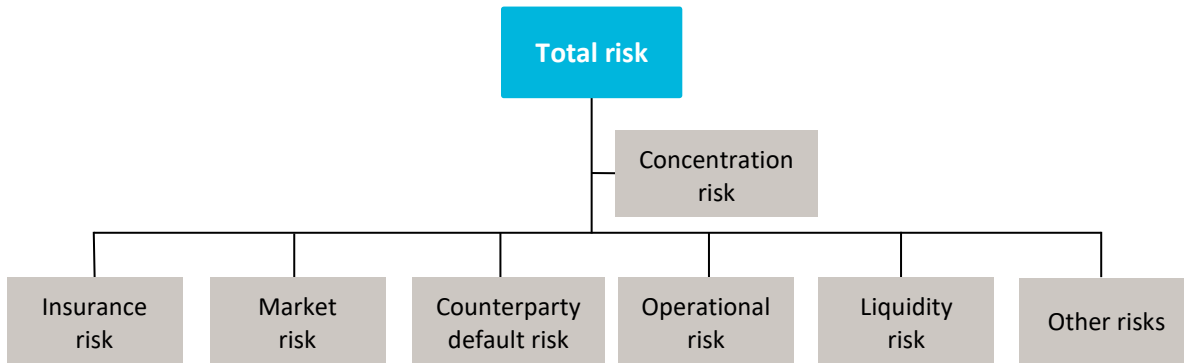 Total risk
Concentration
risk
Insurance
risk
Market
risk
Counterparty
default risk
Operational
risk
Liquidity
risk
Other risks